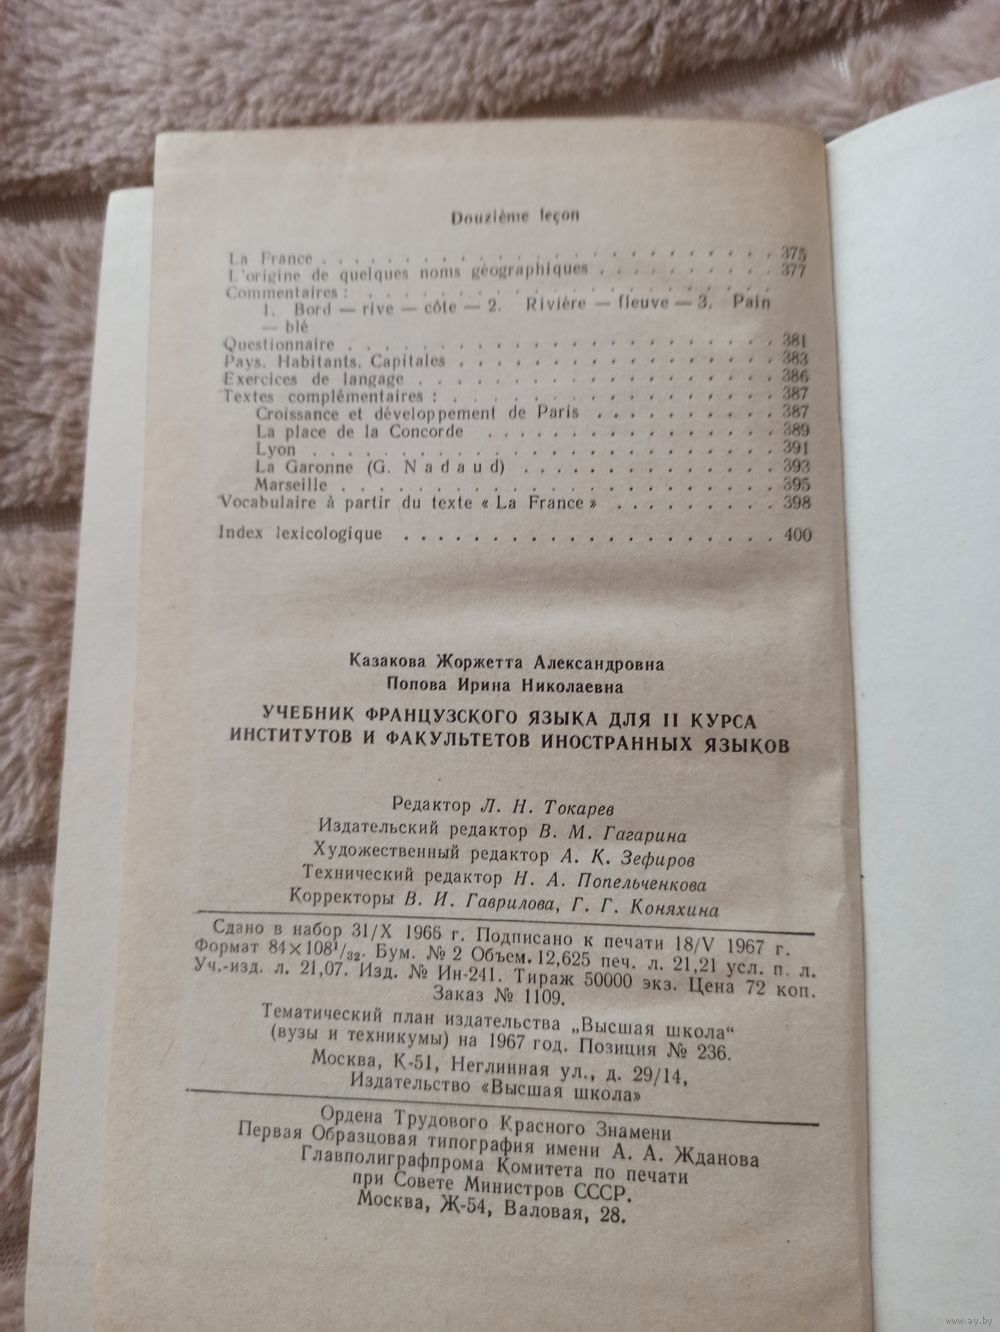 Douzième leçon
La France . . . . . . . . . . . . . . . . . . . . . . 375
L'origine de quelques noms géographiques . . . . . . . . . 377
Commentaires : . . . . . . . . . . . . . . . . . . . .
1. Bord — rive — côte — 2. Rivière — fleuve — 3. Pain
— blé
Questionnaire . . . . . . . . . . . . . . . . . . . . . 381
Pays. Habitants. Capitales . . . . . . . . . . . . . . . . 383
Exercices de langage . . . . . . . . . . . . . . . . . . 386
Textes complémentaires : . . . . . . . . . . . . . . . . 387
Croissance et développement de Paris . . . . . . . . . . 387
La place de la Concorde . . . . . . . . . . . . . . . 389
Lyon . . . . . . . . . . . . . . . . . . . . . . . 391
La Garonne (G. Nadaud) . . . . . . . . . . . . . . 393
Marseille . . . . . . . . . . . . . . . . . . . . . 395
Vocabulaire à partir du texte « La France » . . . . . . . . . 398
Index lexicologique . . . . . . . . . . . . . . . . . . . 400
Казакова Жоржетта Александровна
Попова Ирина Николаевна
УЧЕБНИК ФРАНЦУЗСКОГО ЯЗЫКА ДЛЯ II КУРСА
ИНСТИТУТОВ И ФАКУЛЬТЕТОВ ИНОСТРАННЫХ ЯЗЫКОВ
Редактор Л. Н. Токарев
Издательский редактор В. М. Гагарина
Художественный редактор А. К. Зефиров
Технический редактор Н. А. Попельченкова
Корректоры В. И. Гаврилова, Г. Г. Коняхина
Сдано в набор 31/X 1966 г. Подписано к печати 18/V 1967 г.
Формат 84×108¹/₃₂. Бум. № 2 Объем. 12,625 печ. л. 21,21 усл. п. л.
Уч.-изд. л. 21,07. Изд. № Ин-241. Тираж 50000 экз. Цена 72 коп.
Заказ № 1109.
Тематический план издательства „Высшая школа“
(вузы и техникумы) на 1967 год. Позиция № 236.
Москва, К-51, Неглинная ул., д. 29/14,
Издательство «Высшая школа»
Ордена Трудового Красного Знамени
Первая Образцовая типография имени А. А. Жданова
Главполиграфпрома Комитета по печати
при Совете Министров СССР.
Москва, Ж-54, Валовая, 28.
www.ay.by